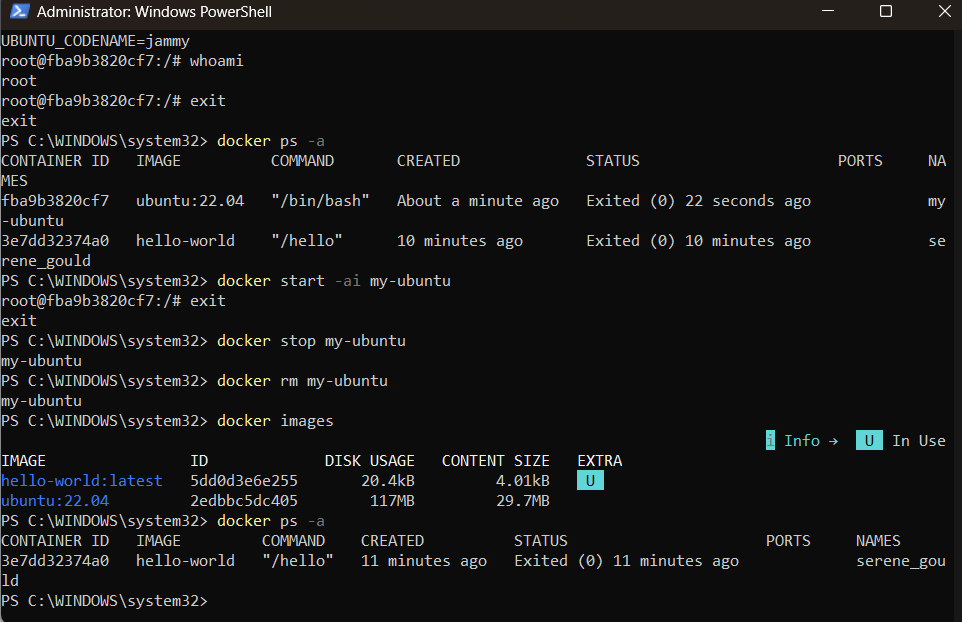 Administrator: Windows PowerShell
UBUNTU_CODENAME=jammy
root@fba9b3820cf7:/# whoami
root
root@fba9b3820cf7:/# exit
exit
PS C:\WINDOWS\system32> docker ps -a
CONTAINER ID   IMAGE          COMMAND       CREATED              STATUS                      PORTS     NA
MES
fba9b3820cf7   ubuntu:22.04   "/bin/bash"   About a minute ago   Exited (0) 22 seconds ago             my
-ubuntu
3e7dd32374a0   hello-world    "/hello"      10 minutes ago       Exited (0) 10 minutes ago             se
rene_gould
PS C:\WINDOWS\system32> docker start -ai my-ubuntu
root@fba9b3820cf7:/# exit
exit
PS C:\WINDOWS\system32> docker stop my-ubuntu
my-ubuntu
PS C:\WINDOWS\system32> docker rm my-ubuntu
my-ubuntu
PS C:\WINDOWS\system32> docker images
i Info →   U  In Use
IMAGE                ID             DISK USAGE   CONTENT SIZE   EXTRA
hello-world:latest   5dd0d3e6e255       20.4kB         4.01kB    U
ubuntu:22.04         2edbbc5dc405        117MB         29.7MB
PS C:\WINDOWS\system32> docker ps -a
CONTAINER ID   IMAGE         COMMAND    CREATED          STATUS                      PORTS     NAMES
3e7dd32374a0   hello-world   "/hello"   11 minutes ago   Exited (0) 11 minutes ago             serene_gou
ld
PS C:\WINDOWS\system32>